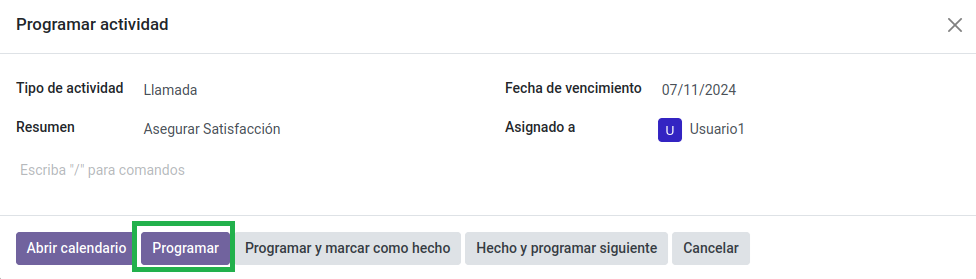 Programar actividad
Tipo de actividad Llamada Fecha de vencimiento 07/11/2024
Resumen Asegurar Satisfacción Asignado a U Usuario1
Escriba "/" para comandos
Abrir calendario Programar Programar y marcar como hecho Hecho y programar siguiente Cancelar